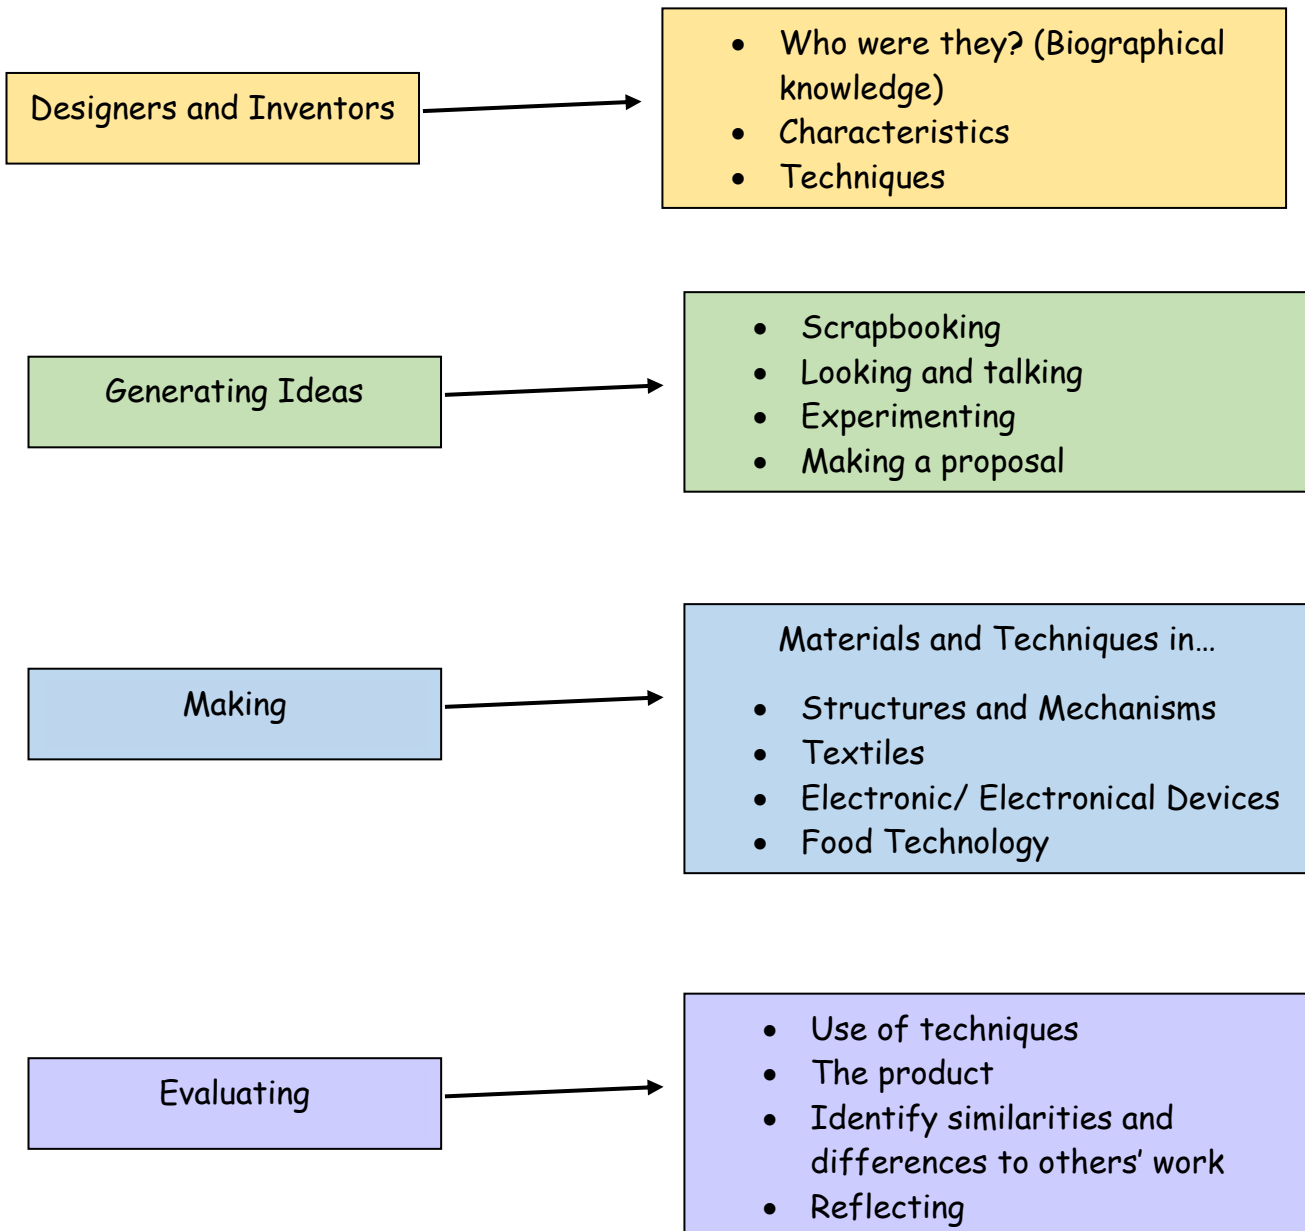 Designers and Inventors
• Who were they? (Biographical
knowledge)
• Characteristics
• Techniques
Generating Ideas
• Scrapbooking
• Looking and talking
• Experimenting
• Making a proposal
Making
Materials and Techniques in…
• Structures and Mechanisms
• Textiles
• Electronic/ Electronical Devices
• Food Technology
Evaluating
• Use of techniques
• The product
• Identify similarities and
differences to others’ work
• Reflecting